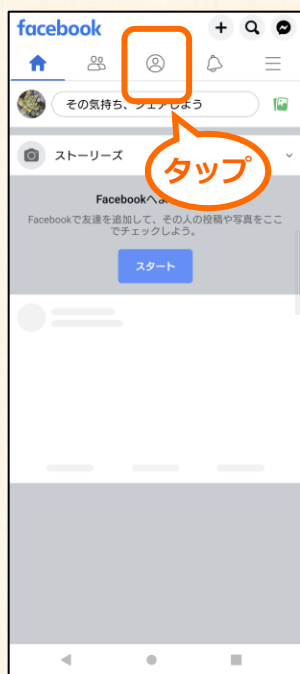 facebook
その気持ち、シェアしよう
ストーリーズ
タップ
Facebookへ
Facebookで友達を追加して、その人の投稿や写真をここ
でチェックしよう。
スタート